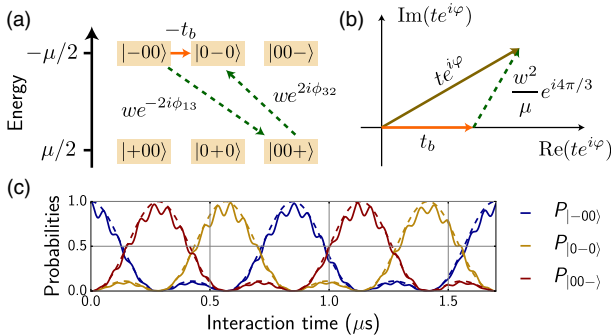 (a)
−t_b
−μ/2
|−00⟩
|0−0⟩
|00−⟩
Energy
we^{−2iϕ_{13}}
we^{2iϕ_{32}}
μ/2
|+00⟩
|0+0⟩
|00+⟩
(b)
Im(te^{iφ})
te^{iφ}
w²/μ e^{i4π/3}
t_b
Re(te^{iφ})
(c)
Probabilities
1.0
0.5
0.0
0.0
0.5
1.0
1.5
Interaction time (μs)
P_{|−00⟩}
P_{|0−0⟩}
P_{|00−⟩}